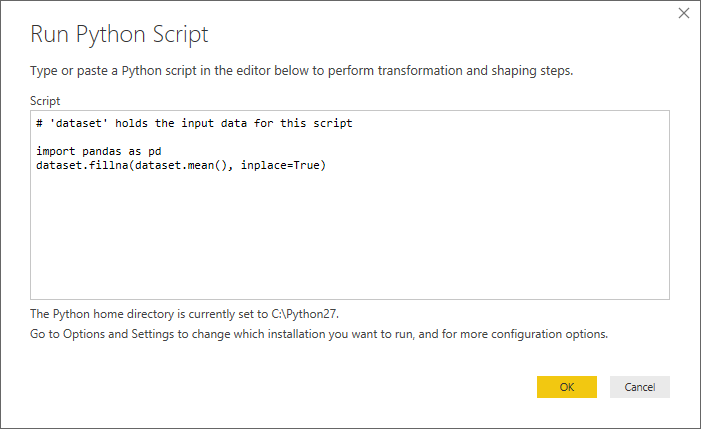 Run Python Script
Type or paste a Python script in the editor below to perform transformation and shaping steps.
Script
# 'dataset' holds the input data for this script
import pandas as pd
dataset.fillna(dataset.mean(), inplace=True)
The Python home directory is currently set to C:\Python27.
Go to Options and Settings to change which installation you want to run, and for more configuration options.
OK
Cancel